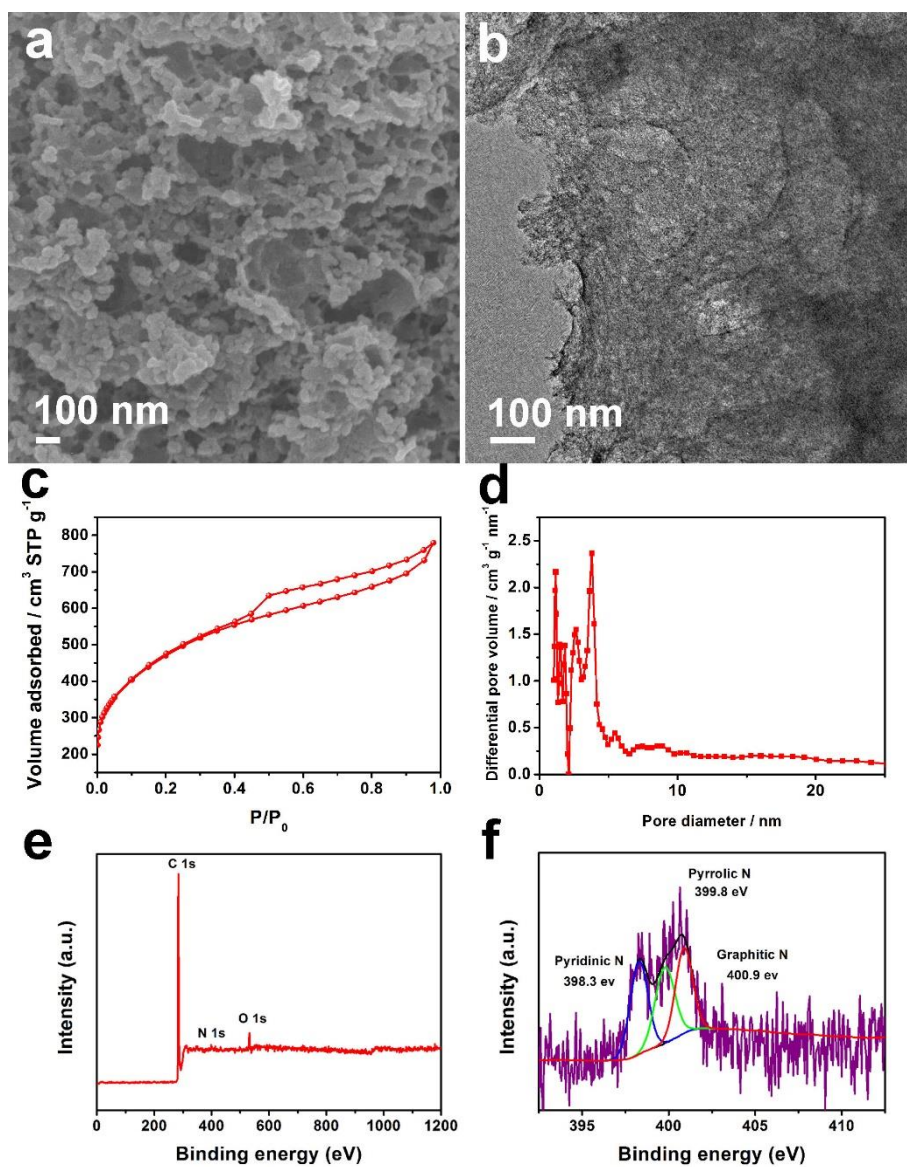 a
b
100 nm
100 nm
c
d
Volume adsorbed / cm³ STP g⁻¹
800
700
600
500
400
300
200
0.0 0.2 0.4 0.6 0.8 1.0
P/P₀
Differential pore volume / cm³ g⁻¹ nm⁻¹
2.5
2.0
1.5
1.0
0.5
0.0
0 10 20
Pore diameter / nm
e
f
Intensity (a.u.)
C 1s
N 1s
O 1s
0 200 400 600 800 1000 1200
Binding energy (eV)
Intensity (a.u.)
Pyrrolic N
399.8 eV
Pyridinic N
398.3 ev
Graphitic N
400.9 ev
395 400 405 410
Binding energy (eV)